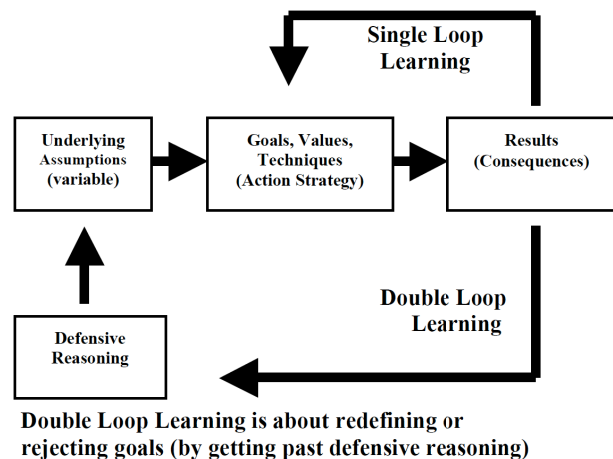 Single Loop
Learning
Underlying
Assumptions
(variable)
Goals, Values,
Techniques
(Action Strategy)
Results
(Consequences)
Double Loop
Learning
Defensive
Reasoning
Double Loop Learning is about redefining or
rejecting goals (by getting past defensive reasoning)